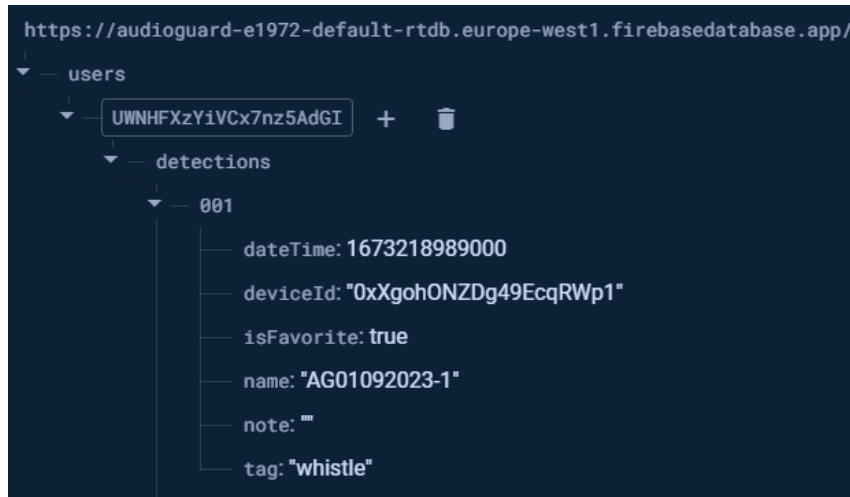 https://audioguard-e1972-default-rtdb.europe-west1.firebasedatabase.app/
users
UWNHFXzYiVCx7nz5AdGI
detections
001
dateTime: 1673218989000
deviceId: "0xXgohONZDg49EcqRWp1"
isFavorite: true
name: "AG01092023-1"
note: ""
tag: "whistle"